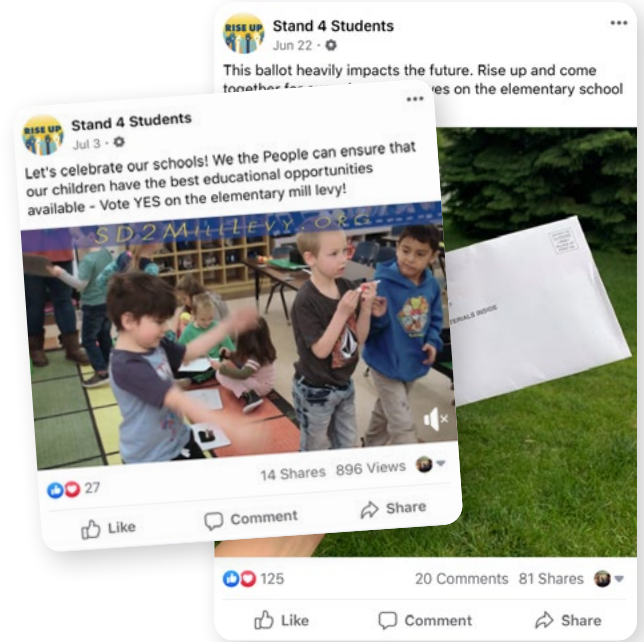 RISE UP
Stand 4 Students
Jun 22
This ballot heavily impacts the future. Rise up and come
together on the elementary school
RISE UP
Stand 4 Students
Jul 3
Let's celebrate our schools! We the People can ensure that
our children have the best educational opportunities
available - Vote YES on the elementary mill levy!
SD2MILLLEVY.ORG
27
14 Shares 896 Views
Like Comment Share
INSIDE
125
20 Comments 81 Shares
Like Comment Share